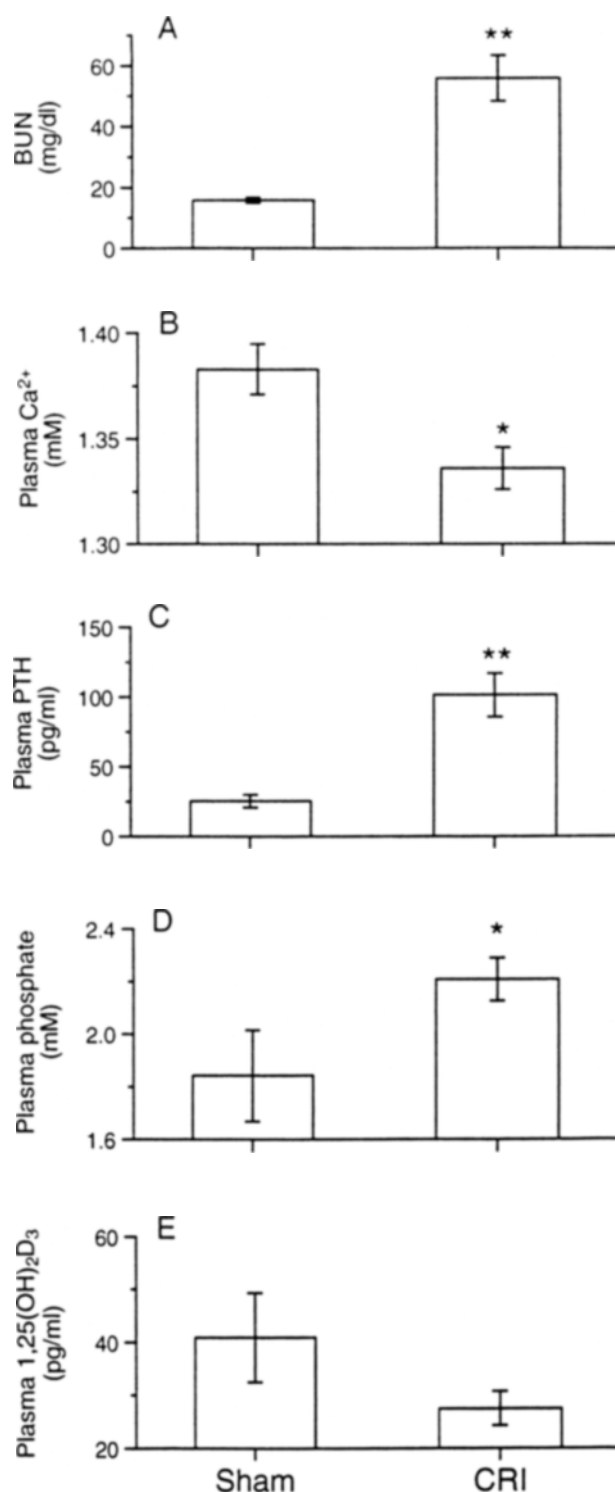 A
**
BUN
(mg/dl)
60
40
20
0
B
*
Plasma Ca²⁺
(mM)
1.40
1.35
1.30
C
**
Plasma PTH
(pg/ml)
150
100
50
0
D
*
Plasma phosphate
(mM)
2.4
2.0
1.6
E
Plasma 1,25(OH)₂D₃
(pg/ml)
60
40
20
Sham CRI